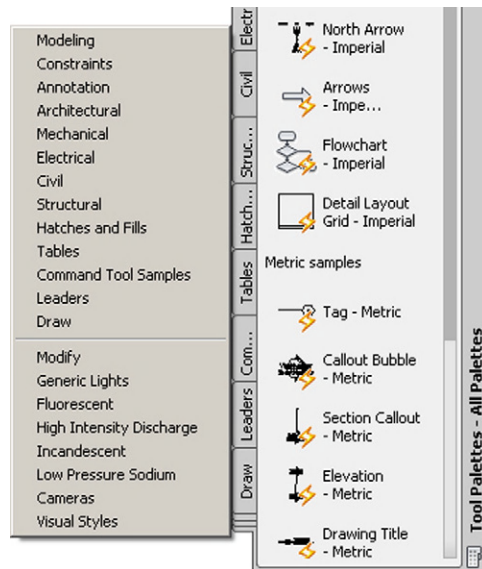 Modeling
Constraints
Annotation
Architectural
Mechanical
Electrical
Civil
Structural
Hatches and Fills
Tables
Command Tool Samples
Leaders
Draw
Modify
Generic Lights
Fluorescent
High Intensity Discharge
Incandescent
Low Pressure Sodium
Cameras
Visual Styles
Electr
Civil
Struc...
Hatch...
Tables
Com...
Leaders
Draw
North Arrow
- Imperial
Arrows
- Impe...
Flowchart
- Imperial
Detail Layout
Grid - Imperial
Metric samples
Tag - Metric
Callout Bubble
- Metric
Section Callout
- Metric
Elevation
- Metric
Drawing Title
- Metric
Tool Palettes - All Palettes